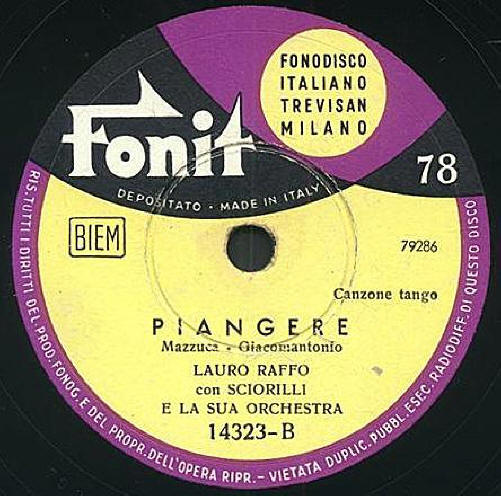 FONODISCO
ITALIANO
TREVISAN
MILANO
Fonit
78
DEPOSITATO - MADE IN ITALY
BIEM
79286
Canzone tango
PIANGERE
Mazzuca - Giacomantonio
LAURO RAFFO
con SCIORILLI
E LA SUA ORCHESTRA
14323-B
RIS. TUTTI I DIRITTI DEL PROD. FONOG. E DEL PROPR. DELL'OPERA RIPR. - VIETATA DUPLIC. PUBBL. ESEC. RADIODIFF. DI QUESTO DISCO